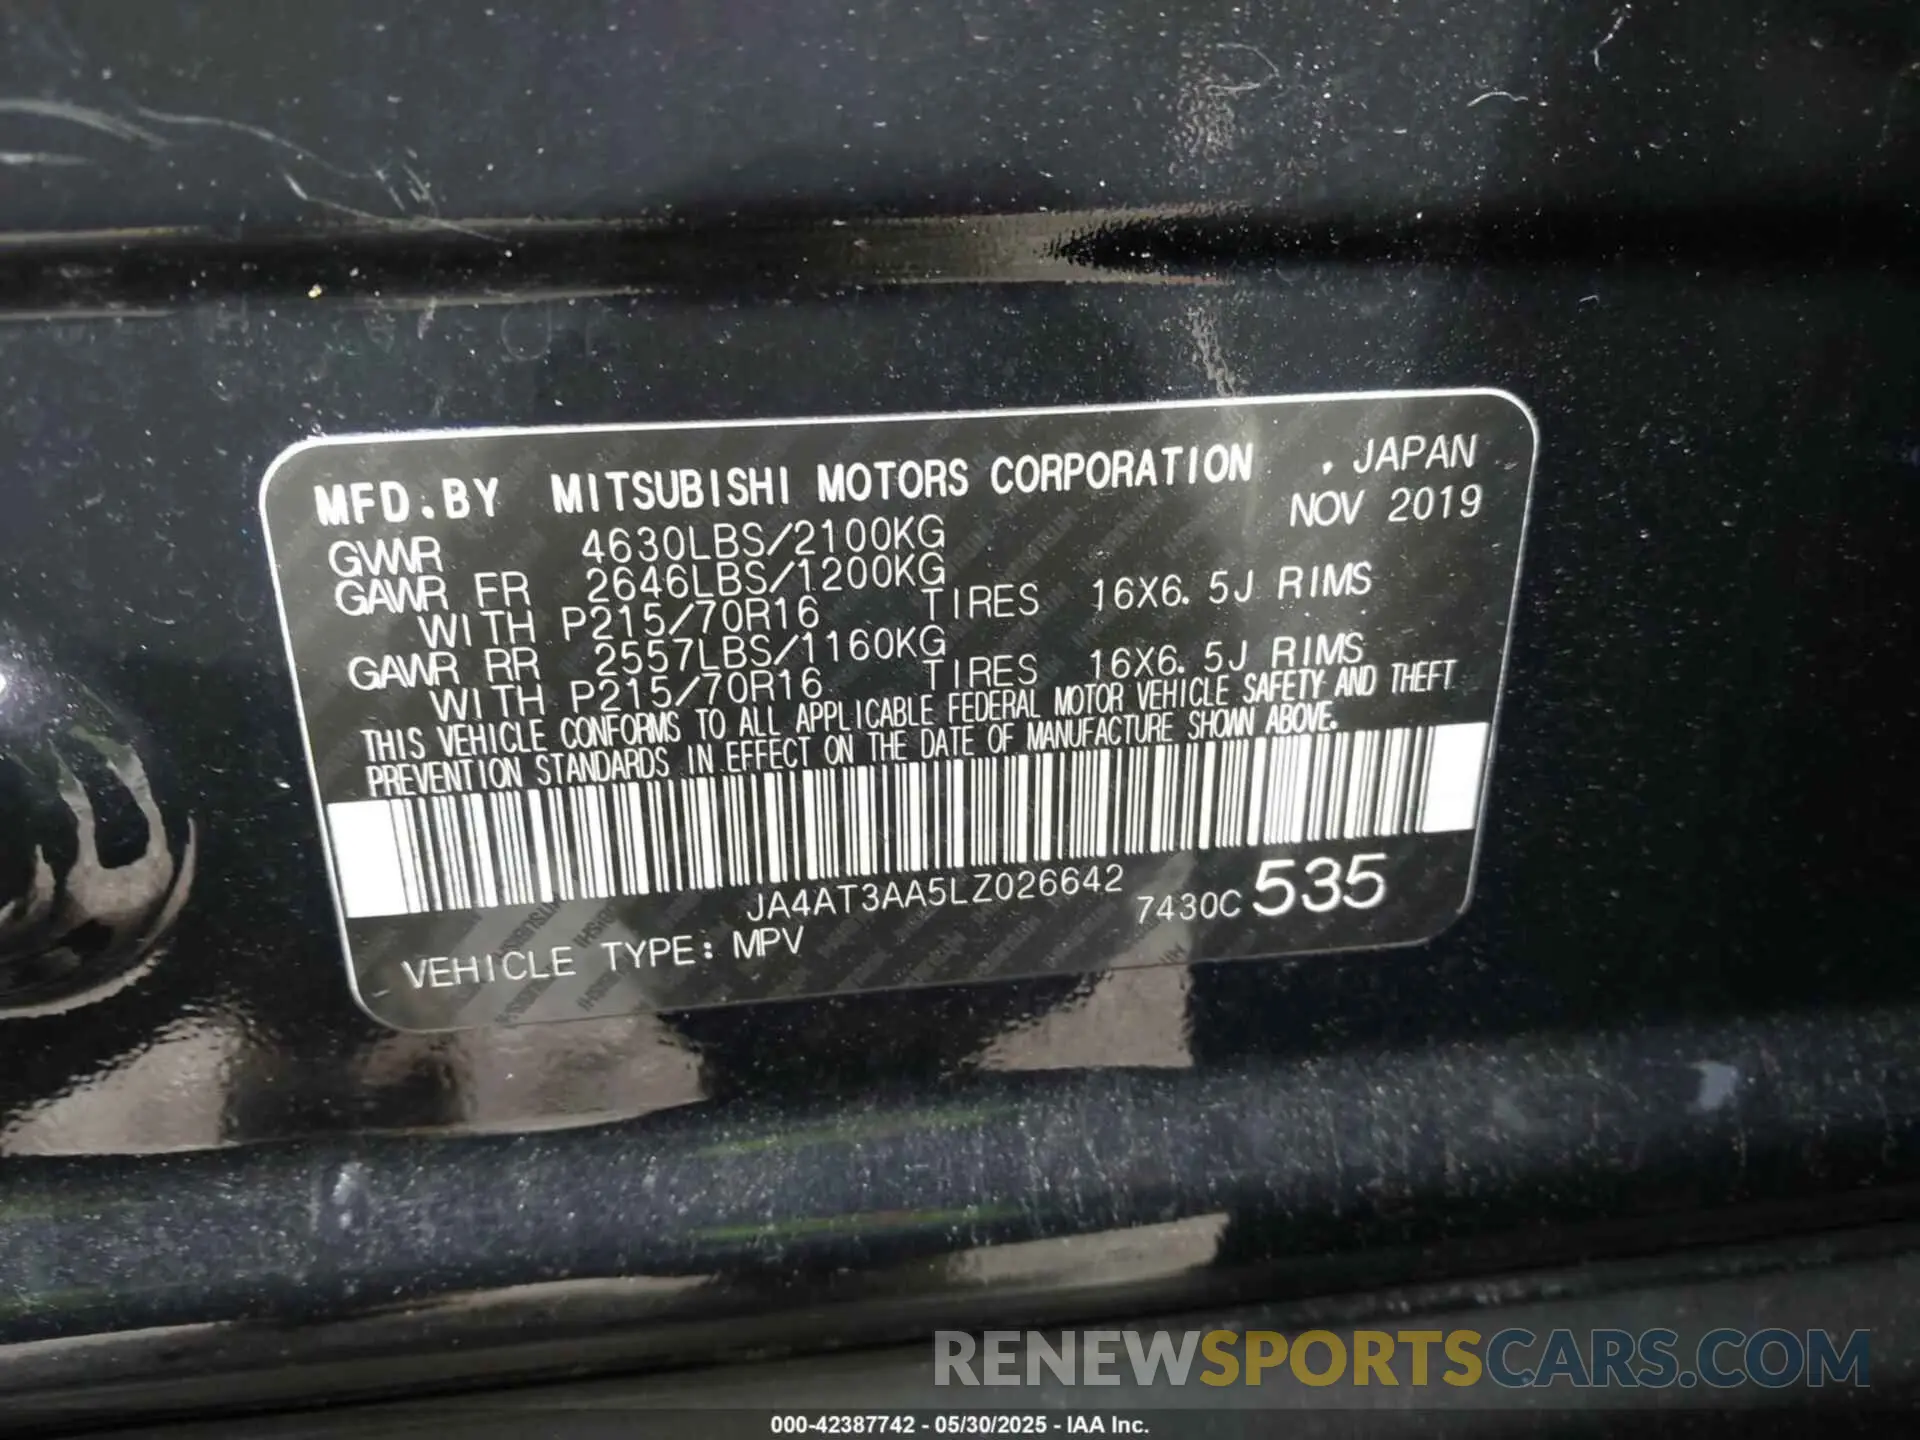 MFD.BY MITSUBISHI MOTORS CORPORATION , JAPAN
NOV 2019
GVWR 4630LBS/2100KG
GAWR FR 2646LBS/1200KG
WITH P215/70R16 TIRES 16X6.5J RIMS
GAWR RR 2557LBS/1160KG
WITH P215/70R16 TIRES 16X6.5J RIMS
THIS VEHICLE CONFORMS TO ALL APPLICABLE FEDERAL MOTOR VEHICLE SAFETY AND THEFT
PREVENTION STANDARDS IN EFFECT ON THE DATE OF MANUFACTURE SHOWN ABOVE.
JA4AT3AA5LZ026642 7430C 535
VEHICLE TYPE: MPV
RENEWSPORTSCARS.COM
000-42387742 - 05/30/2025 - IAA Inc.